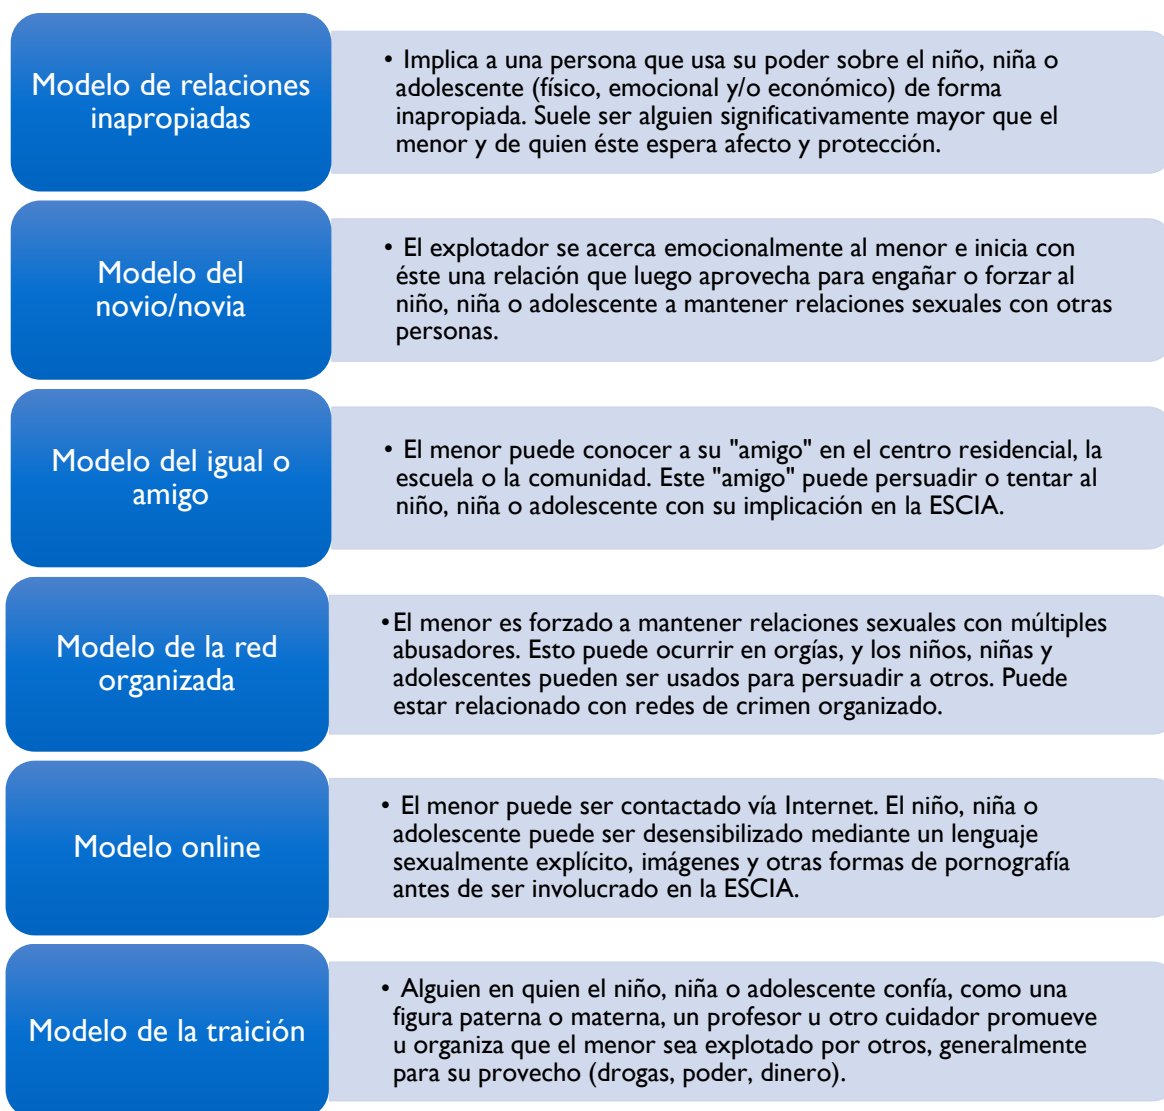 Modelo de relaciones
inapropiadas
• Implica a una persona que usa su poder sobre el niño, niña o
adolescente (físico, emocional y/o económico) de forma
inapropiada. Suele ser alguien significativamente mayor que el
menor y de quien éste espera afecto y protección.
Modelo del
novio/novia
• El explotador se acerca emocionalmente al menor e inicia con
éste una relación que luego aprovecha para engañar o forzar al
niño, niña o adolescente a mantener relaciones sexuales con otras
personas.
Modelo del igual o
amigo
• El menor puede conocer a su "amigo" en el centro residencial, la
escuela o la comunidad. Este "amigo" puede persuadir o tentar al
niño, niña o adolescente con su implicación en la ESCIA.
Modelo de la red
organizada
•El menor es forzado a mantener relaciones sexuales con múltiples
abusadores. Esto puede ocurrir en orgías, y los niños, niñas y
adolescentes pueden ser usados para persuadir a otros. Puede
estar relacionado con redes de crimen organizado.
Modelo online
• El menor puede ser contactado vía Internet. El niño, niña o
adolescente puede ser desensibilizado mediante un lenguaje
sexualmente explícito, imágenes y otras formas de pornografía
antes de ser involucrado en la ESCIA.
Modelo de la traición
• Alguien en quien el niño, niña o adolescente confía, como una
figura paterna o materna, un profesor u otro cuidador promueve
u organiza que el menor sea explotado por otros, generalmente
para su provecho (drogas, poder, dinero).